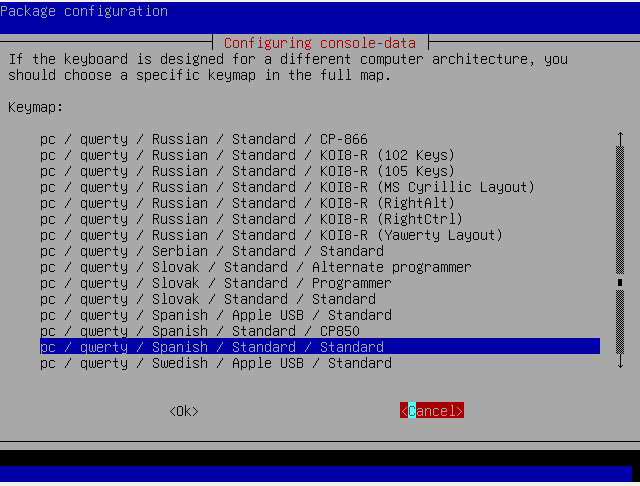 Package configuration
Configuring console-data
If the keyboard is designed for a different computer architecture, you
should choose a specific keymap in the full map.
Keymap:
pc / qwerty / Russian / Standard / CP-866
pc / qwerty / Russian / Standard / KOI8-R (102 Keys)
pc / qwerty / Russian / Standard / KOI8-R (105 Keys)
pc / qwerty / Russian / Standard / KOI8-R (MS Cyrillic Layout)
pc / qwerty / Russian / Standard / KOI8-R (RightAlt)
pc / qwerty / Russian / Standard / KOI8-R (RightCtrl)
pc / qwerty / Russian / Standard / KOI8-R (Yawerty Layout)
pc / qwerty / Serbian / Standard / Standard
pc / qwerty / Slovak / Standard / Alternate programmer
pc / qwerty / Slovak / Standard / Programmer
pc / qwerty / Slovak / Standard / Standard
pc / qwerty / Spanish / Apple USB / Standard
pc / qwerty / Spanish / Standard / CP850
pc / qwerty / Spanish / Standard / Standard
pc / qwerty / Swedish / Apple USB / Standard
<Ok> <Cancel>